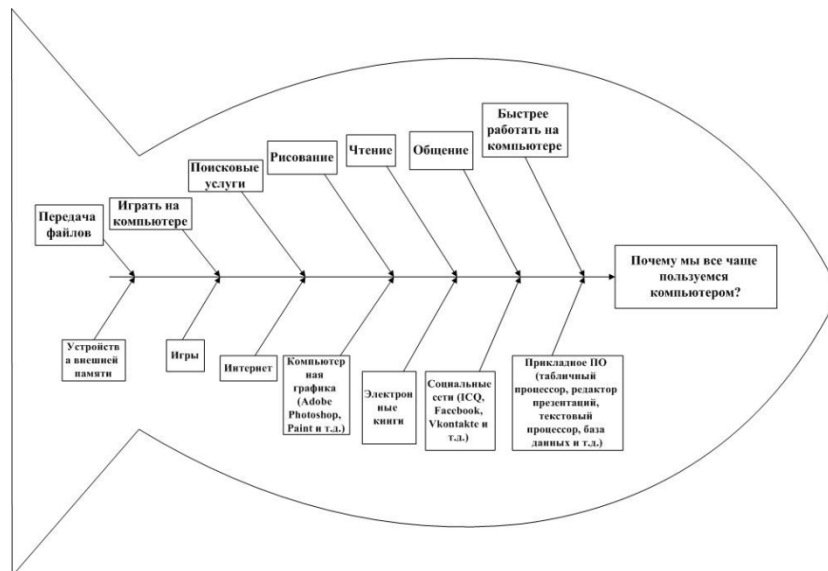 Быстрее
работать на
компьютере
Общение
Чтение
Рисование
Поисковые
услуги
Играть на
компьютере
Передача
файлов
Почему мы все чаще
пользуемся
компьютером?
Устройств
а внешней
памяти
Игры
Интернет
Компьютер
ная
графика
(Adobe
Photoshop,
Paint и т.д.)
Электрон
ные
книги
Социальные
сети (ICQ,
Facebook,
Vkontakte и
т.д.)
Прикладное ПО
(табличный
процессор, редактор
презентаций,
текстовый
процессор, база
данных и т.д.)